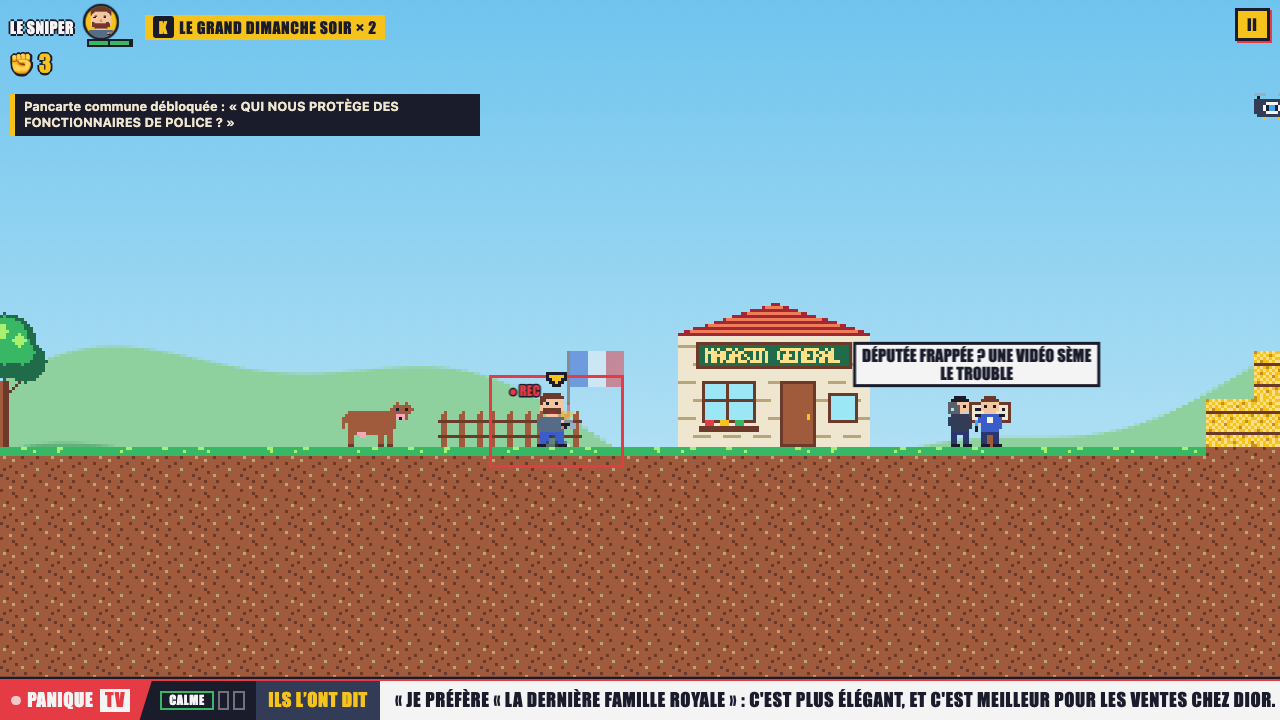 LE SNIPER
K LE GRAND DIMANCHE SOIR × 2
3
Pancarte commune débloquée : « QUI NOUS PROTÈGE DES
FONCTIONNAIRES DE POLICE ? »
MAGASIN GENERAL
DÉPUTÉE FRAPPÉE ? UNE VIDÉO SÈME
LE TROUBLE
REC
PANIQUE TV
CALME
ILS L'ONT DIT
« JE PRÉFÈRE « LA DERNIÈRE FAMILLE ROYALE » : C'EST PLUS ÉLÉGANT, ET C'EST MEILLEUR POUR LES VENTES CHEZ DIOR.